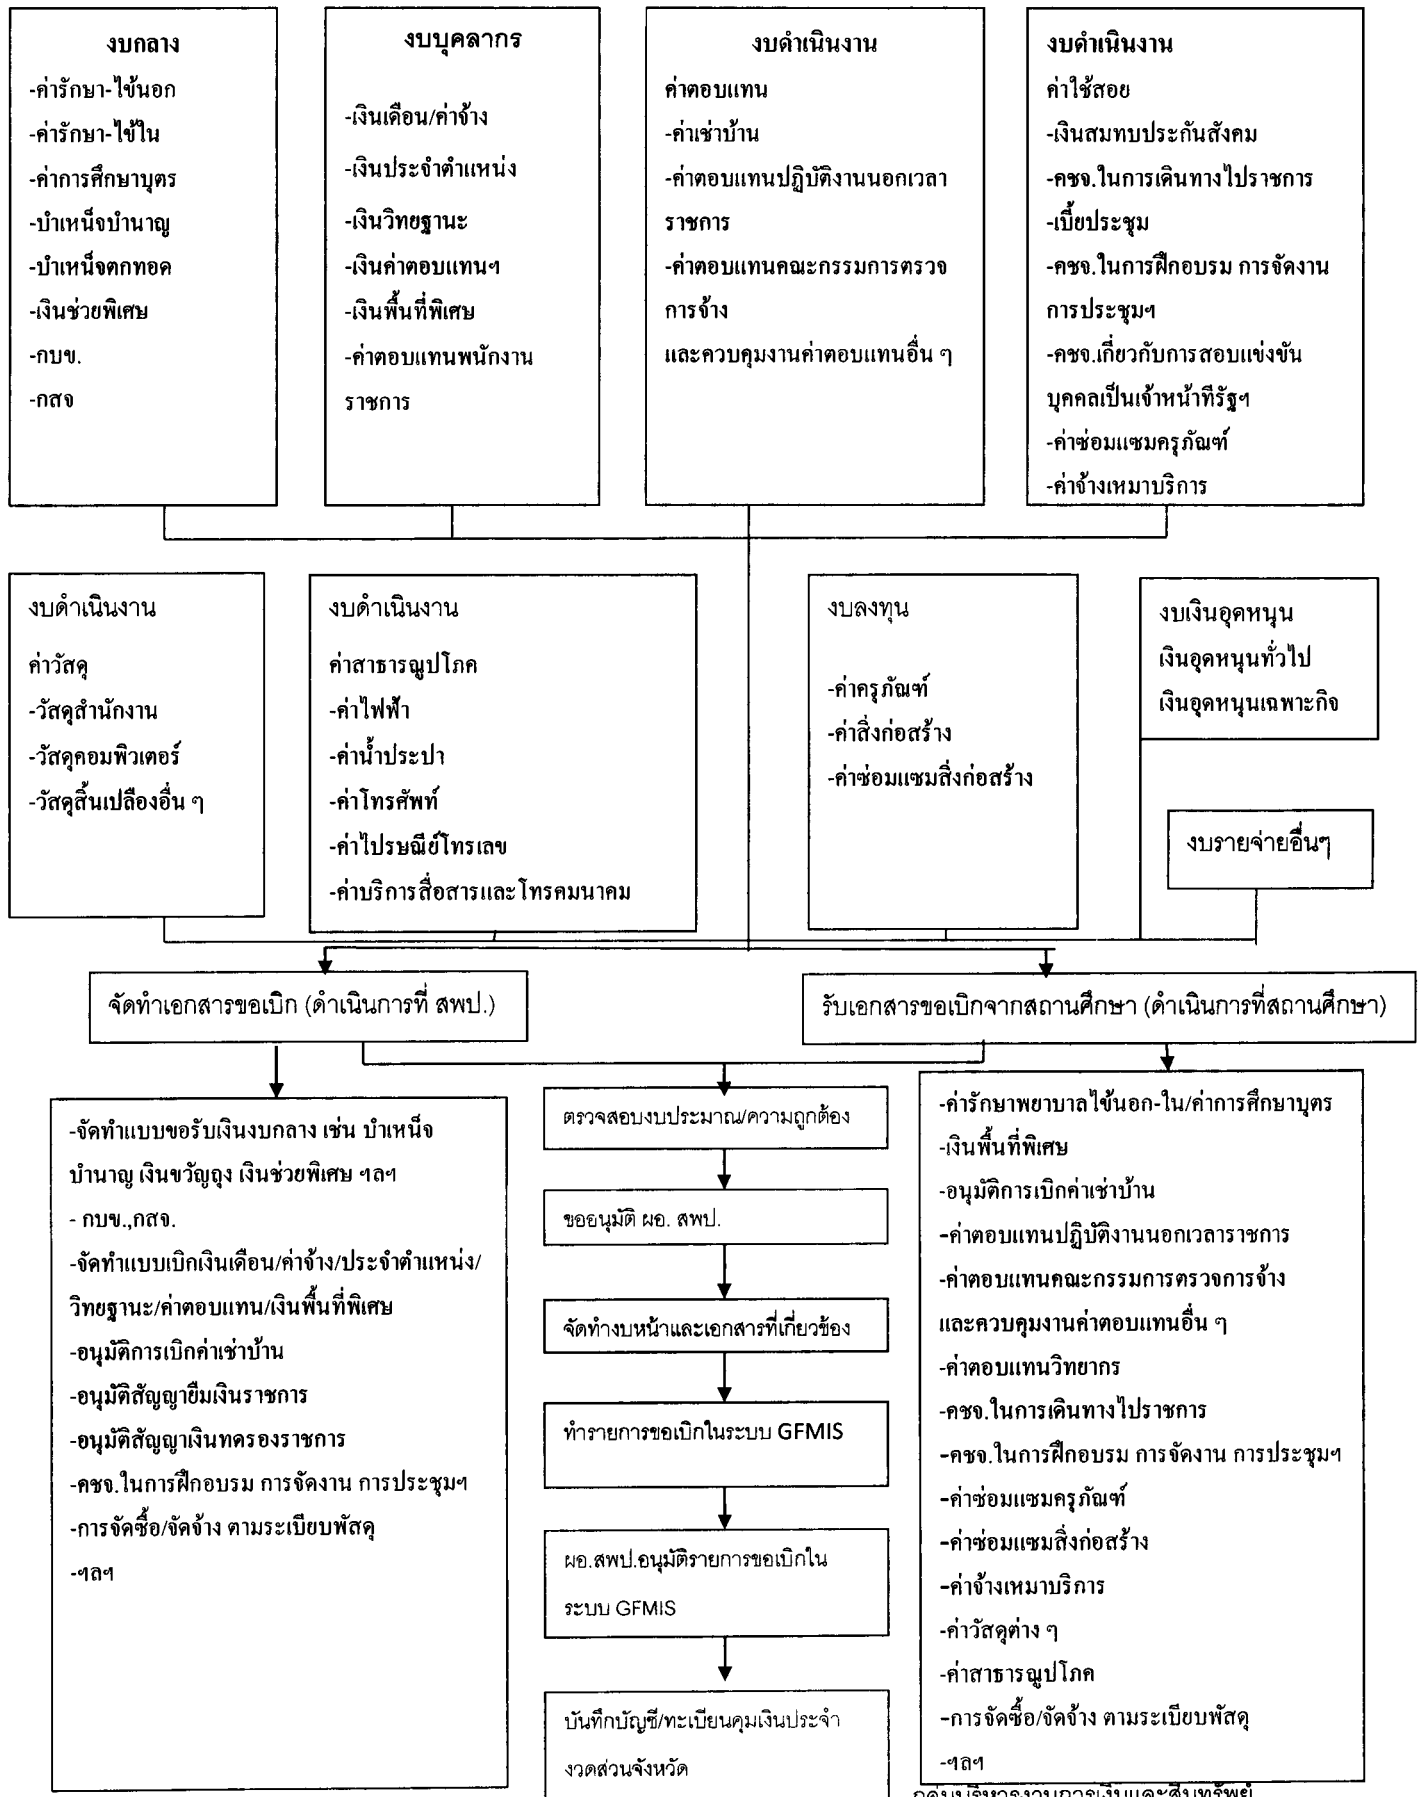 งบกลาง
-ค่ารักษา-ไข้นอก
-ค่ารักษา-ไข้ใน
-ค่าการศึกษาบุตร
-บำเหน็จบำนาญ
-บำเหน็จตกทอด
-เงินช่วยพิเศษ
-กบข.
-กสจ
งบบุคลากร
-เงินเดือน/ค่าจ้าง
-เงินประจำตำแหน่ง
-เงินวิทยฐานะ
-เงินค่าตอบแทนฯ
-เงินพื้นที่พิเศษ
-ค่าตอบแทนพนักงาน
ราชการ
งบดำเนินงาน
ค่าตอบแทน
-ค่าเช่าบ้าน
-ค่าตอบแทนปฏิบัติงานนอกเวลา
ราชการ
-ค่าตอบแทนคณะกรรมการตรวจ
การจ้าง
และควบคุมงานค่าตอบแทนอื่น ๆ
งบดำเนินงาน
ค่าใช้สอย
-เงินสมทบประกันสังคม
-คชจ.ในการเดินทางไปราชการ
-เบี้ยประชุม
-คชจ.ในการฝึกอบรม การจัดงาน
การประชุมฯ
-คชจ.เกี่ยวกับการสอบแข่งขัน
บุคคลเป็นเจ้าหน้าที่รัฐฯ
-ค่าซ่อมแซมครุภัณฑ์
-ค่าจ้างเหมาบริการ
งบดำเนินงาน
ค่าวัสดุ
-วัสดุสำนักงาน
-วัสดุคอมพิวเตอร์
-วัสดุสิ้นเปลืองอื่น ๆ
งบดำเนินงาน
ค่าสาธารณูปโภค
-ค่าไฟฟ้า
-ค่าน้ำประปา
-ค่าโทรศัพท์
-ค่าไปรษณีย์โทรเลข
-ค่าบริการสื่อสารและโทรคมนาคม
งบลงทุน
-ค่าครุภัณฑ์
-ค่าสิ่งก่อสร้าง
-ค่าซ่อมแซมสิ่งก่อสร้าง
งบเงินอุดหนุน
เงินอุดหนุนทั่วไป
เงินอุดหนุนเฉพาะกิจ
งบรายจ่ายอื่นๆ
จัดทำเอกสารขอเบิก (ดำเนินการที่ สพป.)
รับเอกสารขอเบิกจากสถานศึกษา (ดำเนินการที่สถานศึกษา)
-จัดทำแบบขอรับเงินงบกลาง เช่น บำเหน็จ
บำนาญ เงินขวัญถุง เงินช่วยพิเศษ ฯลฯ
- กบข.,กสจ.
-จัดทำแบบเบิกเงินเดือน/ค่าจ้าง/ประจำตำแหน่ง/
วิทยฐานะ/ค่าตอบแทน/เงินพื้นที่พิเศษ
-อนุมัติการเบิกค่าเช่าบ้าน
-อนุมัติสัญญายืมเงินราชการ
-อนุมัติสัญญาเงินทดรองราชการ
-คชจ.ในการฝึกอบรม การจัดงาน การประชุมฯ
-การจัดซื้อ/จัดจ้าง ตามระเบียบพัสดุ
-ฯลฯ
ตรวจสอบงบประมาณ/ความถูกต้อง
ขออนุมัติ ผอ. สพป.
จัดทำงบหน้าและเอกสารที่เกี่ยวข้อง
ทำรายการขอเบิกในระบบ GFMIS
ผอ.สพป.อนุมัติรายการขอเบิกใน
ระบบ GFMIS
บันทึกบัญชี/ทะเบียนคุมเงินประจำ
งวดส่วนจังหวัด
-ค่ารักษาพยาบาลไข้นอก-ใน/ค่าการศึกษาบุตร
-เงินพื้นที่พิเศษ
-อนุมัติการเบิกค่าเช่าบ้าน
-ค่าตอบแทนปฏิบัติงานนอกเวลาราชการ
-ค่าตอบแทนคณะกรรมการตรวจการจ้าง
และควบคุมงานค่าตอบแทนอื่น ๆ
-ค่าตอบแทนวิทยากร
-คชจ.ในการเดินทางไปราชการ
-คชจ.ในการฝึกอบรม การจัดงาน การประชุมฯ
-ค่าซ่อมแซมครุภัณฑ์
-ค่าซ่อมแซมสิ่งก่อสร้าง
-ค่าจ้างเหมาบริการ
-ค่าวัสดุต่าง ๆ
-ค่าสาธารณูปโภค
-การจัดซื้อ/จัดจ้าง ตามระเบียบพัสดุ
-ฯลฯ
กลุ่มบริหารงานการเงินและสินทรัพย์